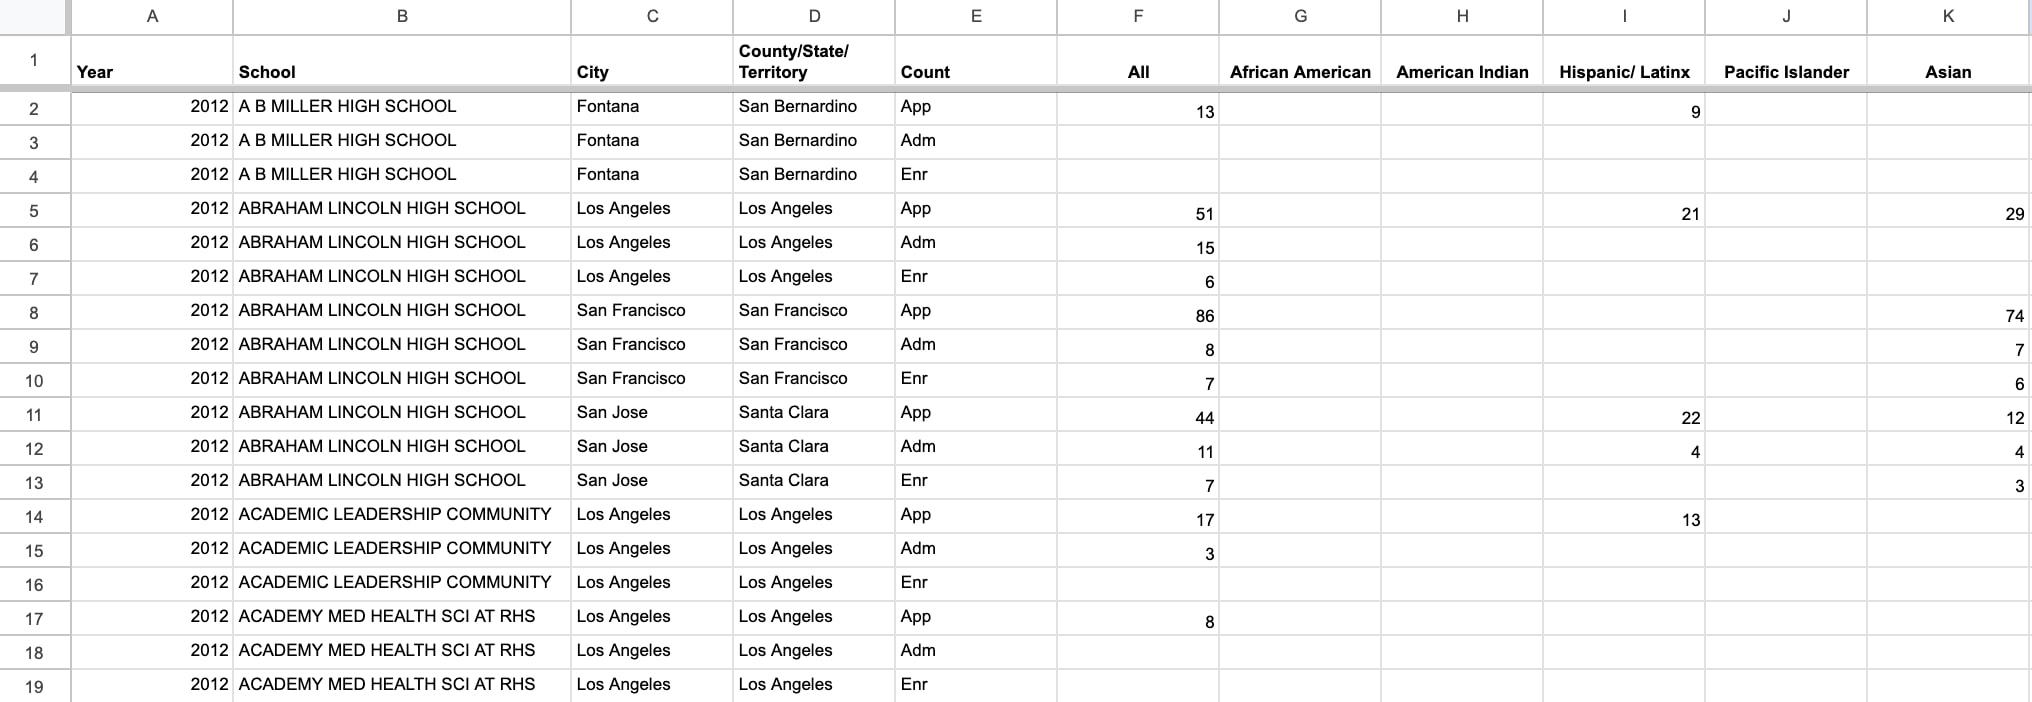 A B C D E F G H I J K
1 Year School City County/State/ Territory Count All African American American Indian Hispanic/ Latinx Pacific Islander Asian
2 2012 A B MILLER HIGH SCHOOL Fontana San Bernardino App 13 9
3 2012 A B MILLER HIGH SCHOOL Fontana San Bernardino Adm
4 2012 A B MILLER HIGH SCHOOL Fontana San Bernardino Enr
5 2012 ABRAHAM LINCOLN HIGH SCHOOL Los Angeles Los Angeles App 51 21 29
6 2012 ABRAHAM LINCOLN HIGH SCHOOL Los Angeles Los Angeles Adm 15
7 2012 ABRAHAM LINCOLN HIGH SCHOOL Los Angeles Los Angeles Enr 6
8 2012 ABRAHAM LINCOLN HIGH SCHOOL San Francisco San Francisco App 86 74
9 2012 ABRAHAM LINCOLN HIGH SCHOOL San Francisco San Francisco Adm 8 7
10 2012 ABRAHAM LINCOLN HIGH SCHOOL San Francisco San Francisco Enr 7 6
11 2012 ABRAHAM LINCOLN HIGH SCHOOL San Jose Santa Clara App 44 22 12
12 2012 ABRAHAM LINCOLN HIGH SCHOOL San Jose Santa Clara Adm 11 4 4
13 2012 ABRAHAM LINCOLN HIGH SCHOOL San Jose Santa Clara Enr 7 3
14 2012 ACADEMIC LEADERSHIP COMMUNITY Los Angeles Los Angeles App 17 13
15 2012 ACADEMIC LEADERSHIP COMMUNITY Los Angeles Los Angeles Adm 3
16 2012 ACADEMIC LEADERSHIP COMMUNITY Los Angeles Los Angeles Enr
17 2012 ACADEMY MED HEALTH SCI AT RHS Los Angeles Los Angeles App 8
18 2012 ACADEMY MED HEALTH SCI AT RHS Los Angeles Los Angeles Adm
19 2012 ACADEMY MED HEALTH SCI AT RHS Los Angeles Los Angeles Enr